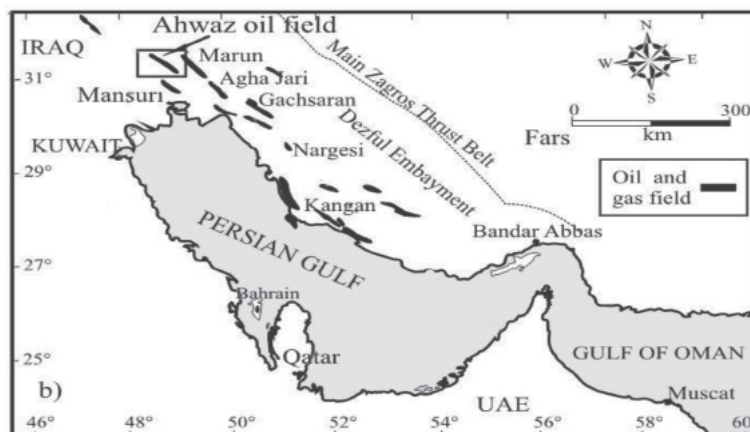 Ahwaz oil field
IRAQ
Marun
31°
Agha Jari
Mansuri
Gachsaran
Main Zagros Thrust Belt
N
W
E
S
0
300
km
Fars
KUWAIT
Dezful Embayment
29°
Nargesi
Oil and
gas field
Kangan
Bandar Abbas
PERSIAN GULF
27°
Bahrain
25°
Qatar
GULF OF OMAN
b)
UAE
Muscat
46°
48°
50°
52°
54°
56°
58°
60